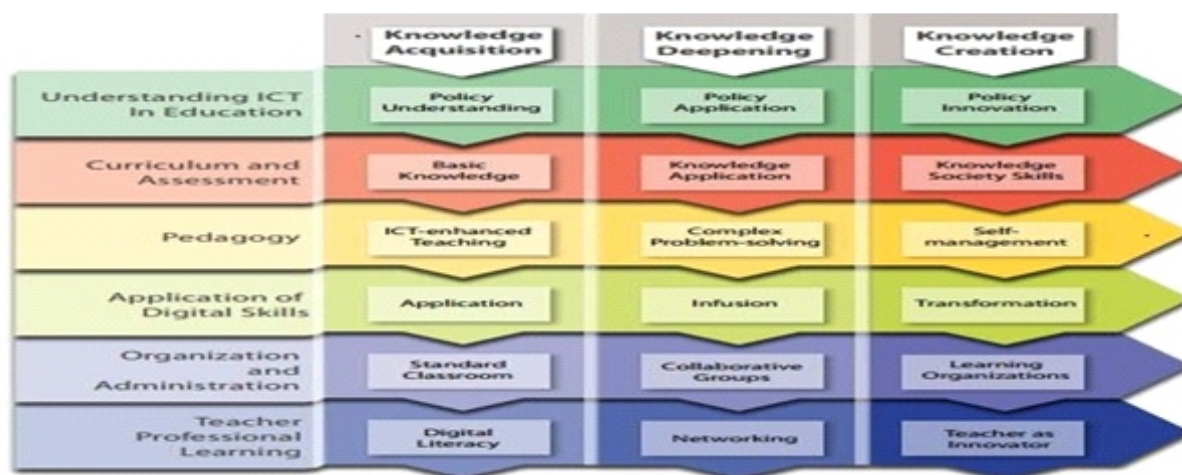 Knowledge
Acquisition
Knowledge
Deepening
Knowledge
Creation
Understanding ICT
In Education
Policy
Understanding
Policy
Application
Policy
Innovation
Curriculum and
Assessment
Basic
Knowledge
Knowledge
Application
Knowledge
Society Skills
Pedagogy
ICT-enhanced
Teaching
Complex
Problem-solving
Self-
management
Application of
Digital Skills
Application
Infusion
Transformation
Organization
and
Administration
Standard
Classroom
Collaborative
Groups
Learning
Organizations
Teacher
Professional
Learning
Digital
Literacy
Networking
Teacher as
Innovator